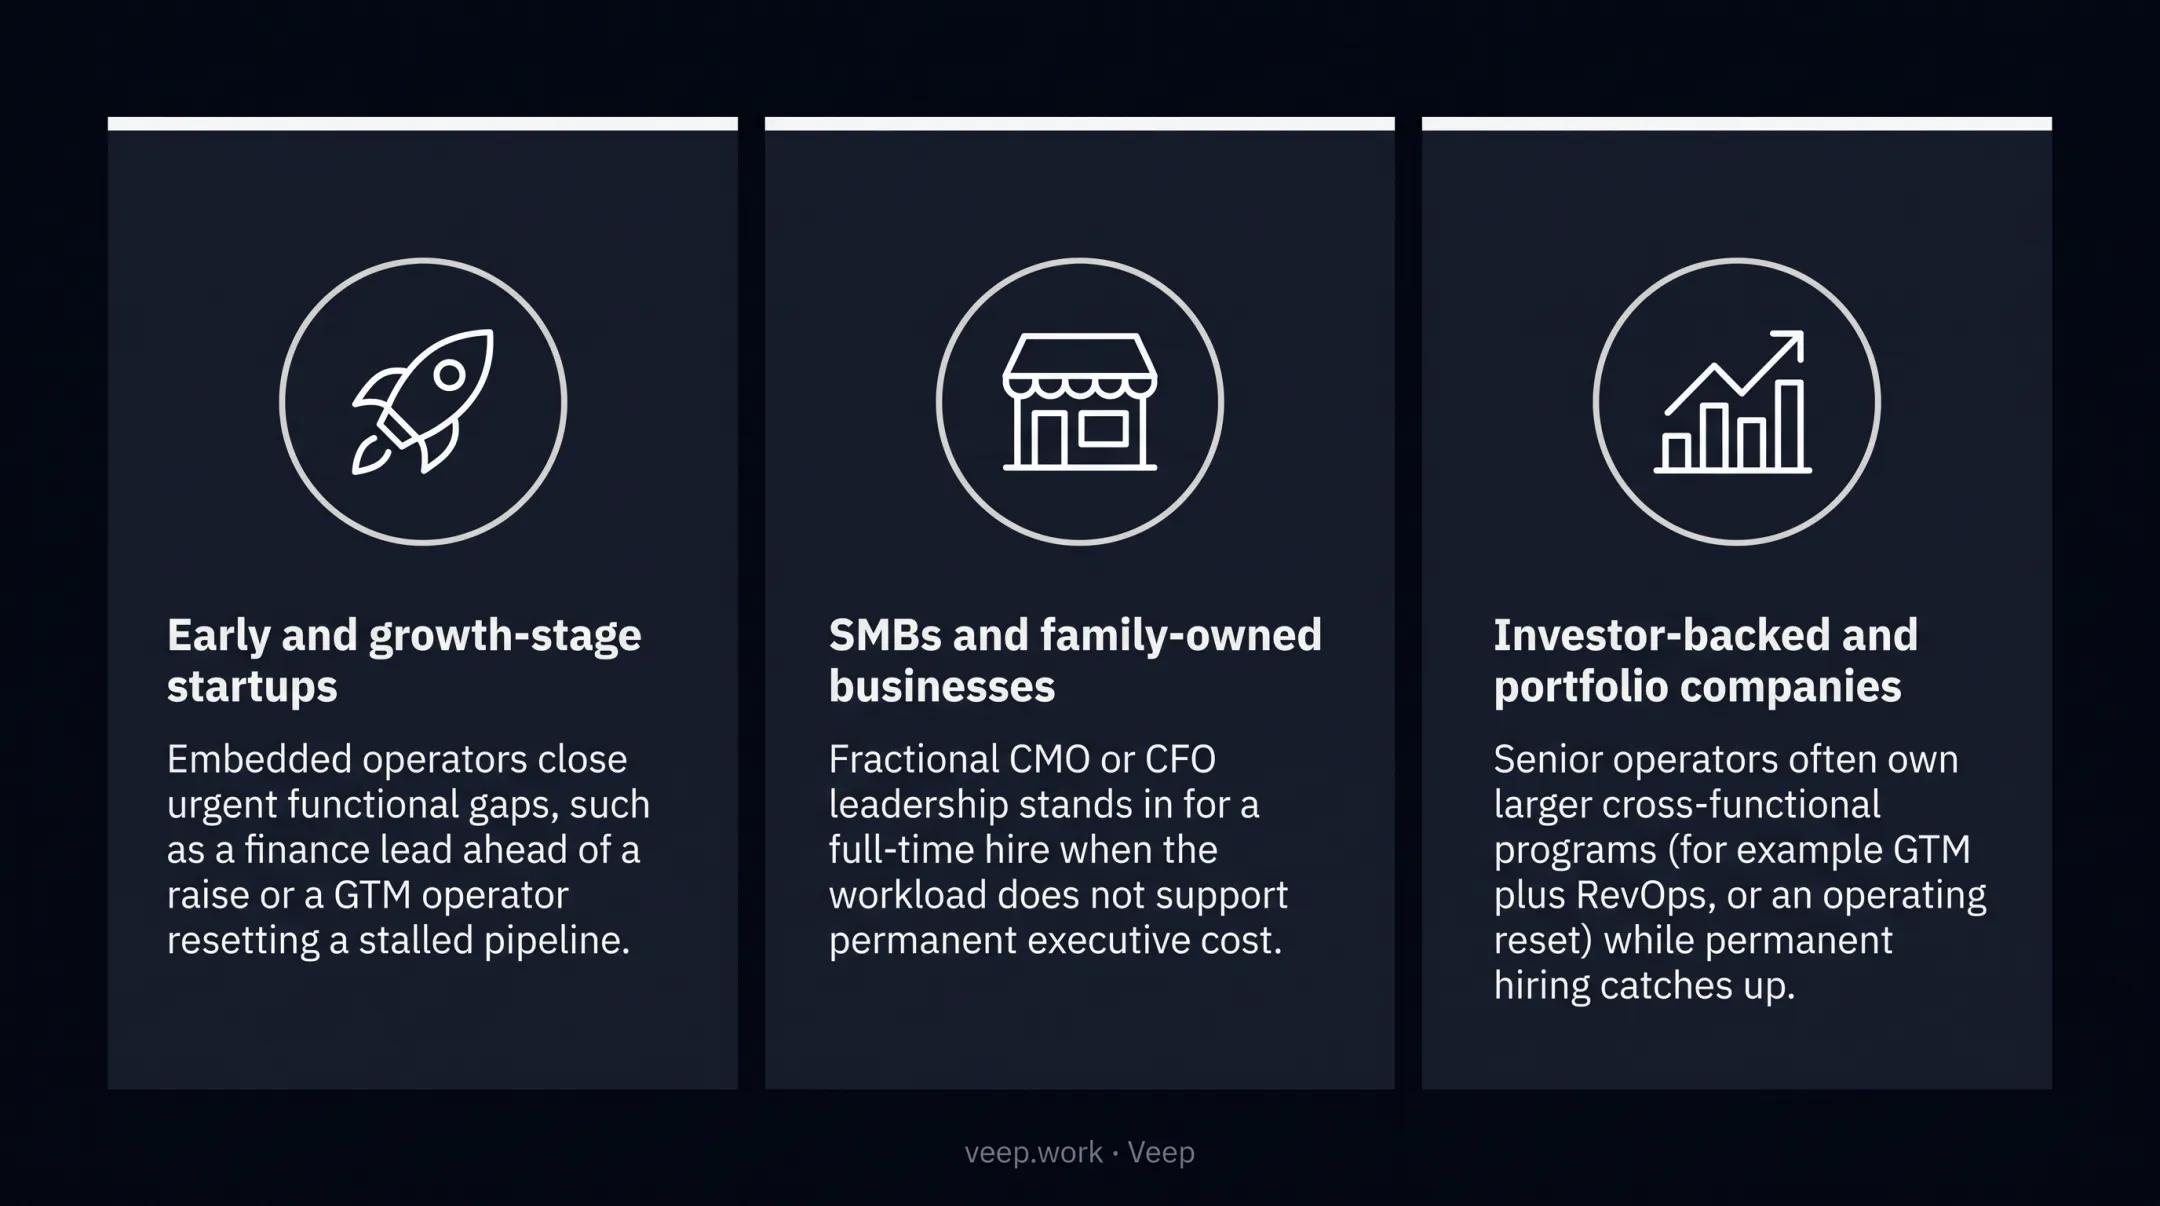 Early and growth-stage
startups
Embedded operators close
urgent functional gaps, such
as a finance lead ahead of a
raise or a GTM operator
resetting a stalled pipeline.
SMBs and family-owned
businesses
Fractional CMO or CFO
leadership stands in for a
full-time hire when the
workload does not support
permanent executive cost.
Investor-backed and
portfolio companies
Senior operators often own
larger cross-functional
programs (for example GTM
plus RevOps, or an operating
reset) while permanent
hiring catches up.
veep.work · Veep